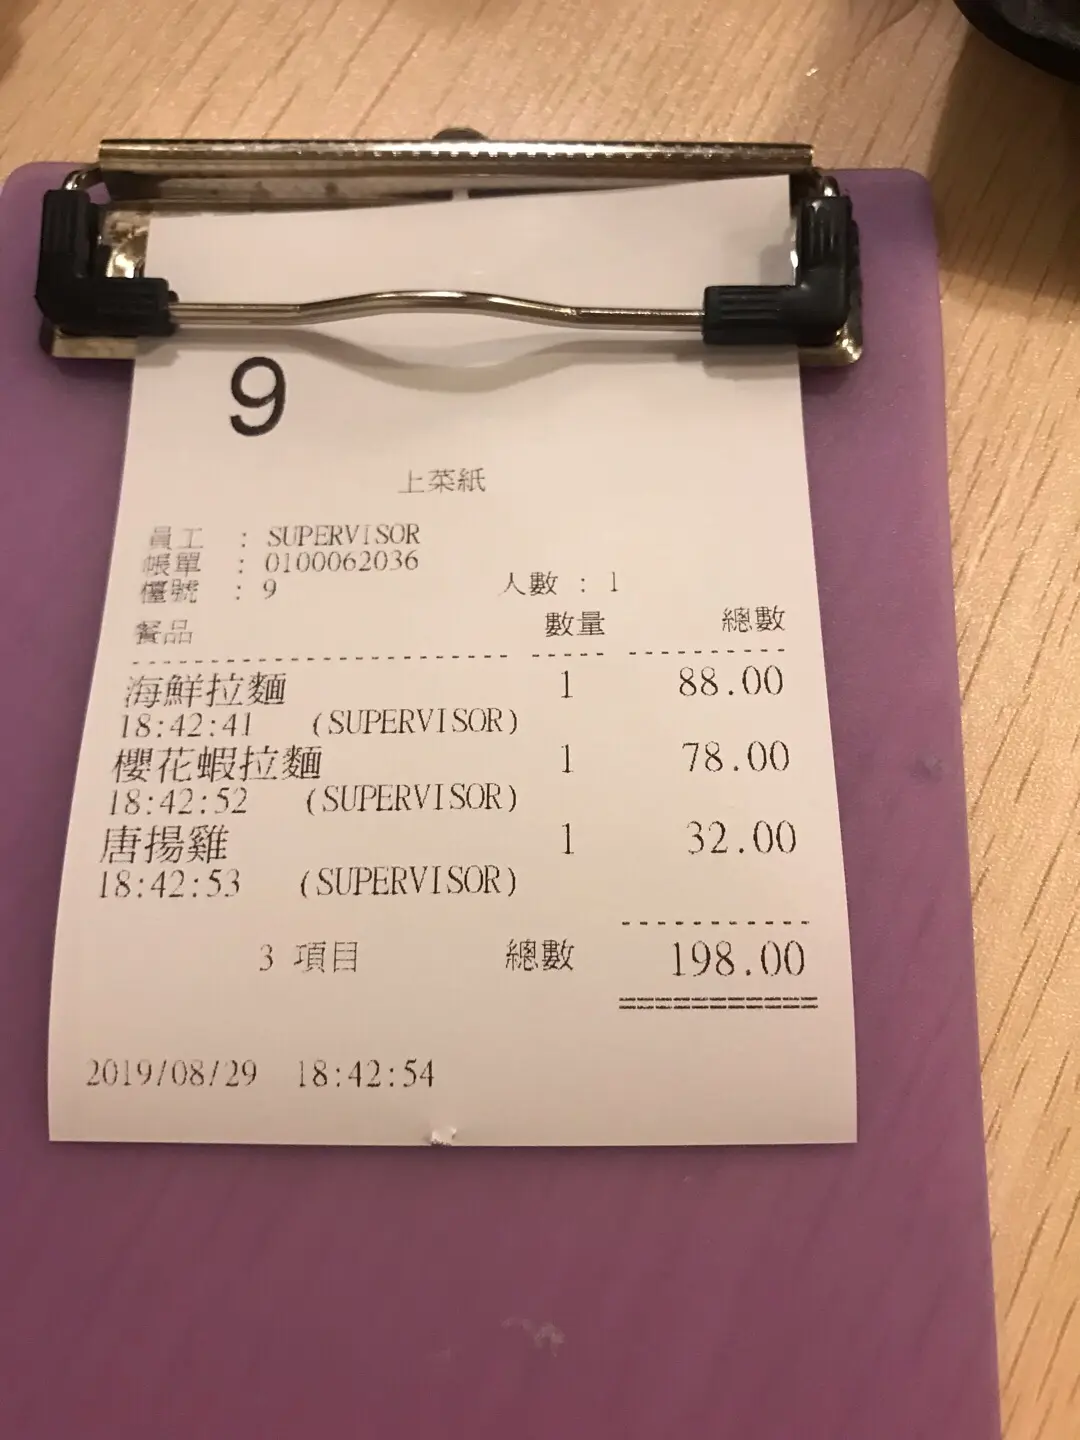 9
上菜紙
員工 : SUPERVISOR
帳單 : 0100062036
檯號 : 9 人數 : 1
餐品 數量 總數
海鮮拉麵 1 88.00
18:42:41 (SUPERVISOR)
櫻花蝦拉麵 1 78.00
18:42:52 (SUPERVISOR)
唐揚雞 1 32.00
18:42:53 (SUPERVISOR)
3 項目 總數 198.00
2019/08/29 18:42:54